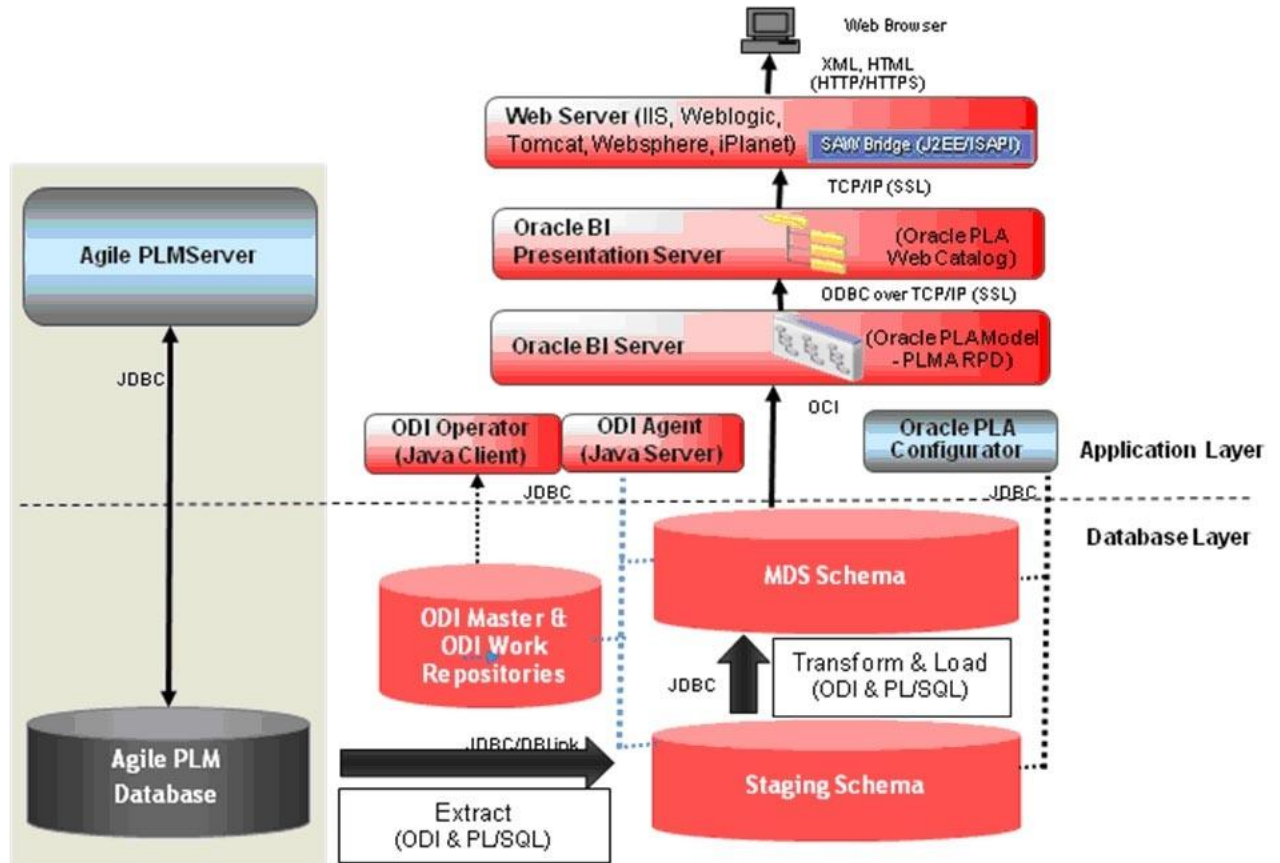 Web Browser
XML, HTML
(HTTP/HTTPS)
Web Server (IIS, Weblogic,
Tomcat, Websphere, iPlanet)
SAW Bridge (J2EE/ISAPI)
TCP/IP (SSL)
Agile PLMServer
Oracle BI
Presentation Server
(Oracle PLA
Web Catalog)
ODBC over TCP/IP (SSL)
Oracle BI Server
(Oracle PLAModel
- PLMA RPD)
JDBC
OCI
ODI Operator
(Java Client)
ODI Agent
(Java Server)
Oracle PLA
Configurator
Application Layer
JDBC
JDBC
Database Layer
MDS Schema
ODI Master &
ODI Work
Repositories
JDBC
Transform & Load
(ODI & PL/SQL)
JDBC/DBLink
Agile PLM
Database
Staging Schema
Extract
(ODI & PL/SQL)